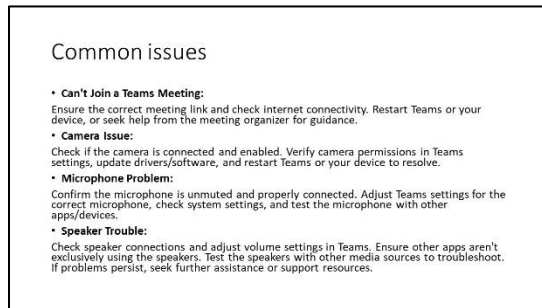 Common issues
• Can't Join a Teams Meeting:
Ensure the correct meeting link and check internet connectivity. Restart Teams or your
device, or seek help from the meeting organizer for guidance.
• Camera Issue:
Check if the camera is connected and enabled. Verify camera permissions in Teams
settings, update drivers/software, and restart Teams or your device to resolve.
• Microphone Problem:
Confirm the microphone is unmuted and properly connected. Adjust Teams settings for the
correct microphone, check system settings, and test the microphone with other
apps/devices.
• Speaker Trouble:
Check speaker connections and adjust volume settings in Teams. Ensure other apps aren't
exclusively using the speakers. Test the speakers with other media sources to troubleshoot.
If problems persist, seek further assistance or support resources.